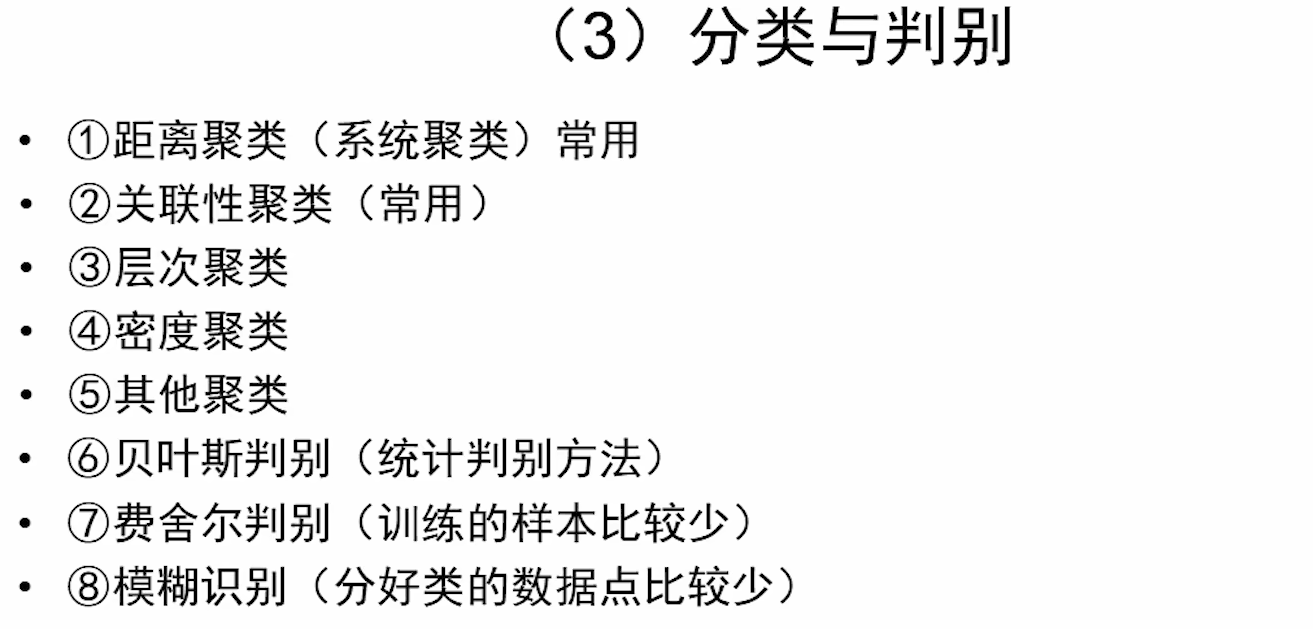 （3）分类与判别
• ①距离聚类（系统聚类）常用
• ②关联性聚类（常用）
• ③层次聚类
• ④密度聚类
• ⑤其他聚类
• ⑥贝叶斯判别（统计判别方法）
• ⑦费舍尔判别（训练的样本比较少）
• ⑧模糊识别（分好类的数据点比较少）